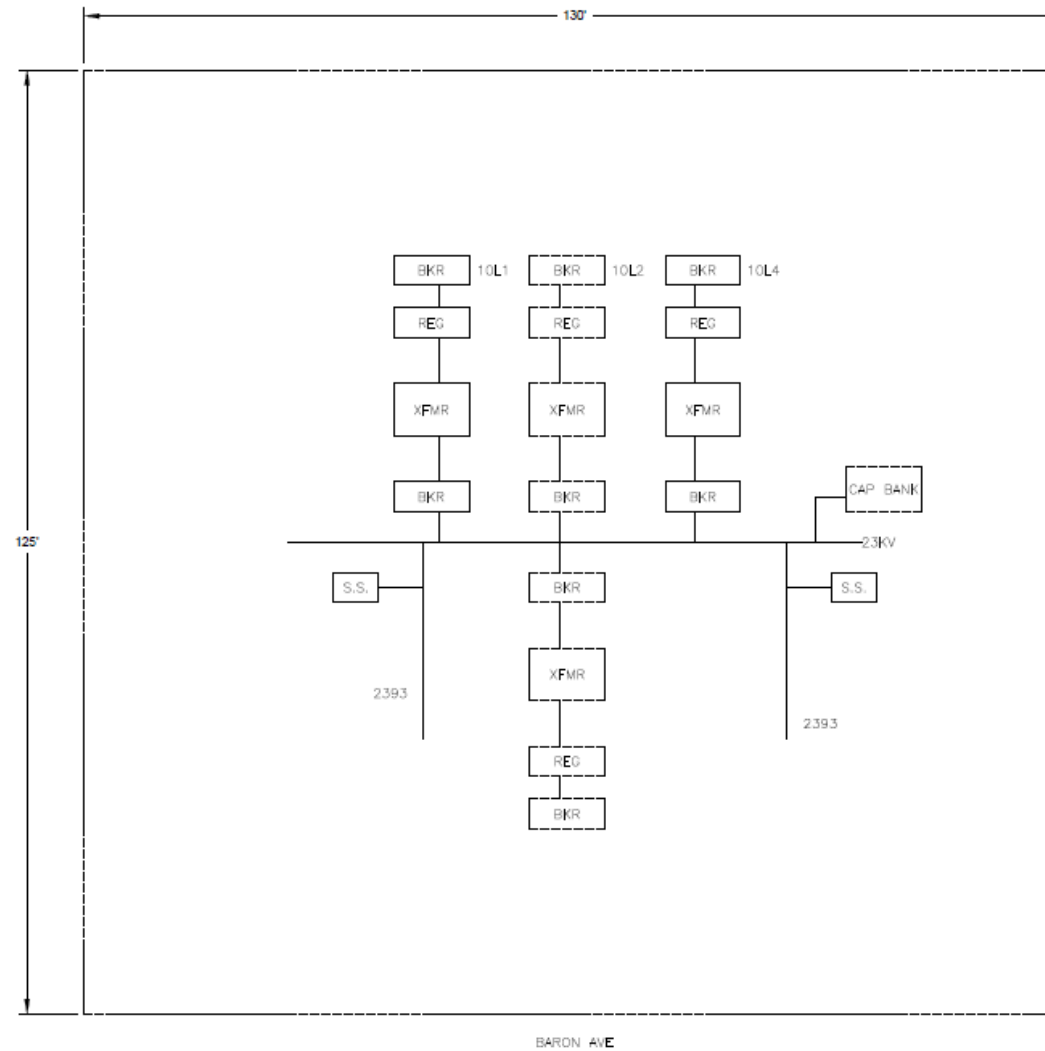 130'
BKR 10L1 BKR 10L2 BKR 10L4
REG REG REG
XFMR XFMR XFMR
BKR BKR BKR CAP BANK
125' 23KV
S.S. BKR S.S.
XFMR
2393
2393
REG
BKR
BARON AVE